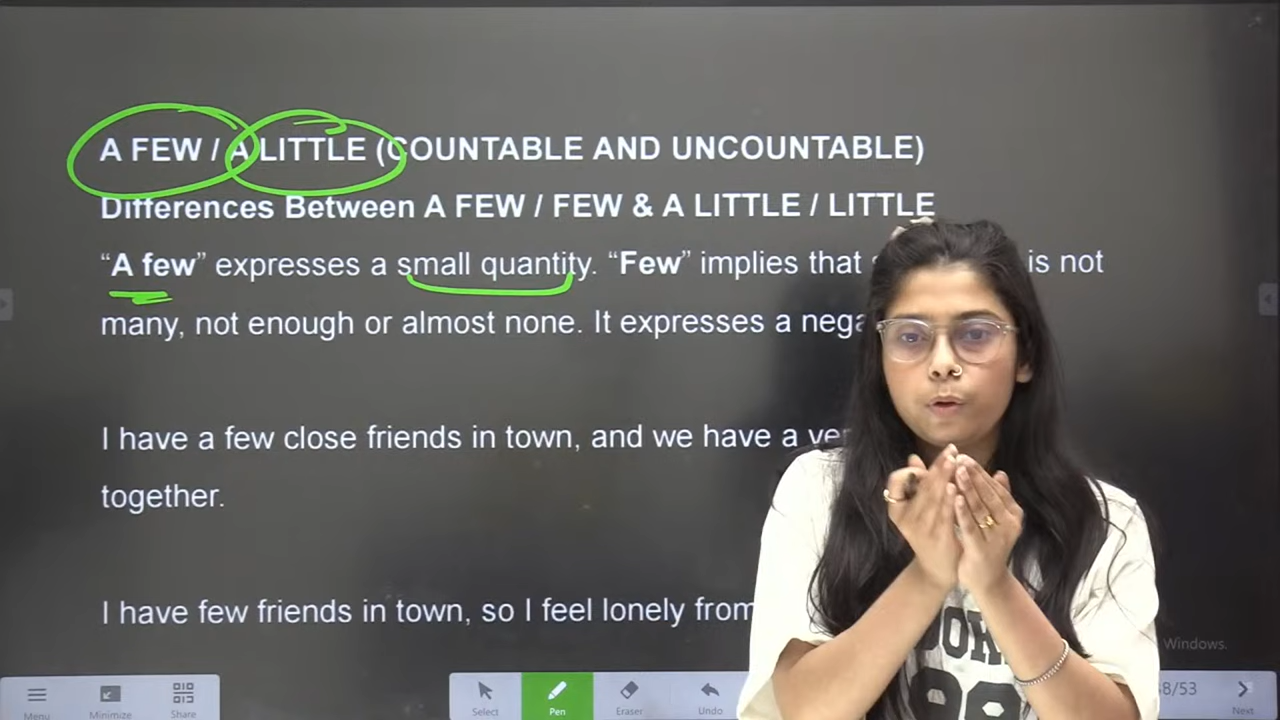 A FEW / A LITTLE (COUNTABLE AND UNCOUNTABLE)
Differences Between A FEW / FEW & A LITTLE / LITTLE
“A few” expresses a small quantity. “Few” implies that is not
many, not enough or almost none. It expresses a
I have a few close friends in town, and we have a
together.
I have few friends in town, so I feel lonely from
Windows.
Menu
Minimize
Share
Select
Pen
Eraser
Undo
8/53
Next